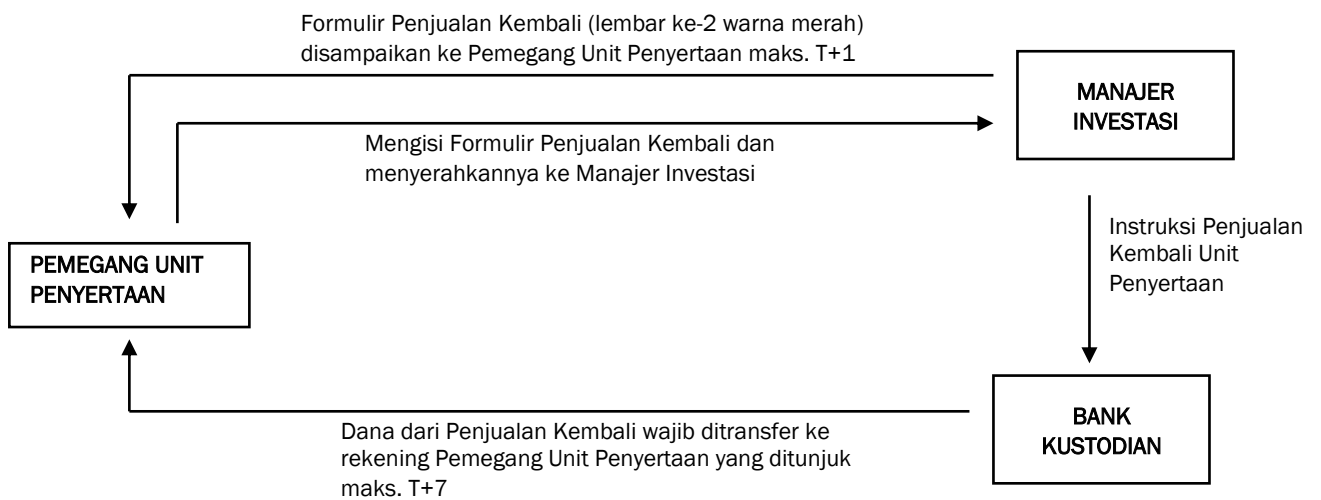 Formulir Penjualan Kembali (lembar ke-2 warna merah)
disampaikan ke Pemegang Unit Penyertaan maks. T+1
MANAJER
INVESTASI
Mengisi Formulir Penjualan Kembali dan
menyerahkannya ke Manajer Investasi
Instruksi Penjualan
Kembali Unit
Penyertaan
PEMEGANG UNIT
PENYERTAAN
BANK
KUSTODIAN
Dana dari Penjualan Kembali wajib ditransfer ke
rekening Pemegang Unit Penyertaan yang ditunjuk
maks. T+7